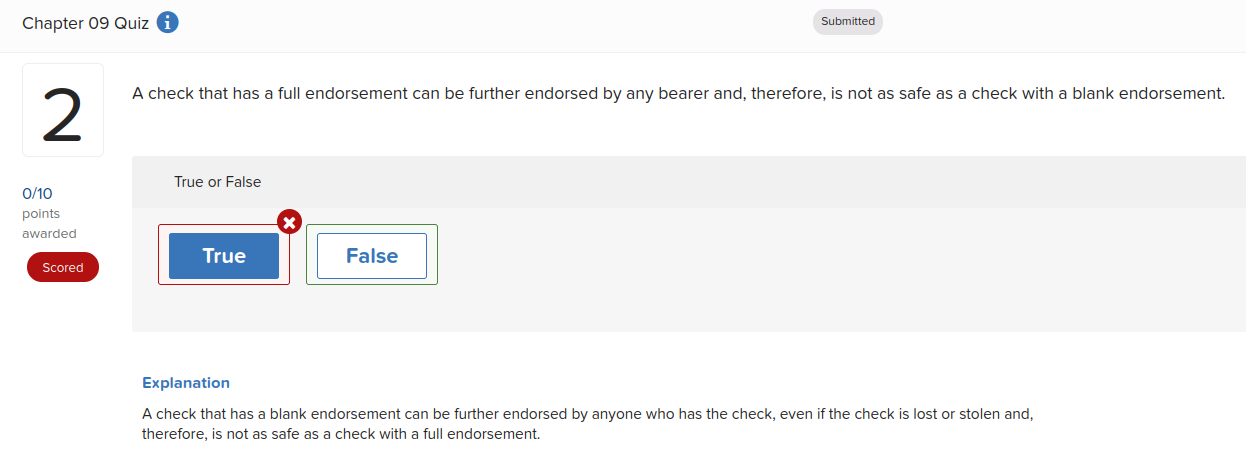 Chapter 09 Quiz i
Submitted
2
A check that has a full endorsement can be further endorsed by any bearer and, therefore, is not as safe as a check with a blank endorsement.
0/10
points
awarded
Scored
True or False
True
False
Explanation
A check that has a blank endorsement can be further endorsed by anyone who has the check, even if the check is lost or stolen and,
therefore, is not as safe as a check with a full endorsement.